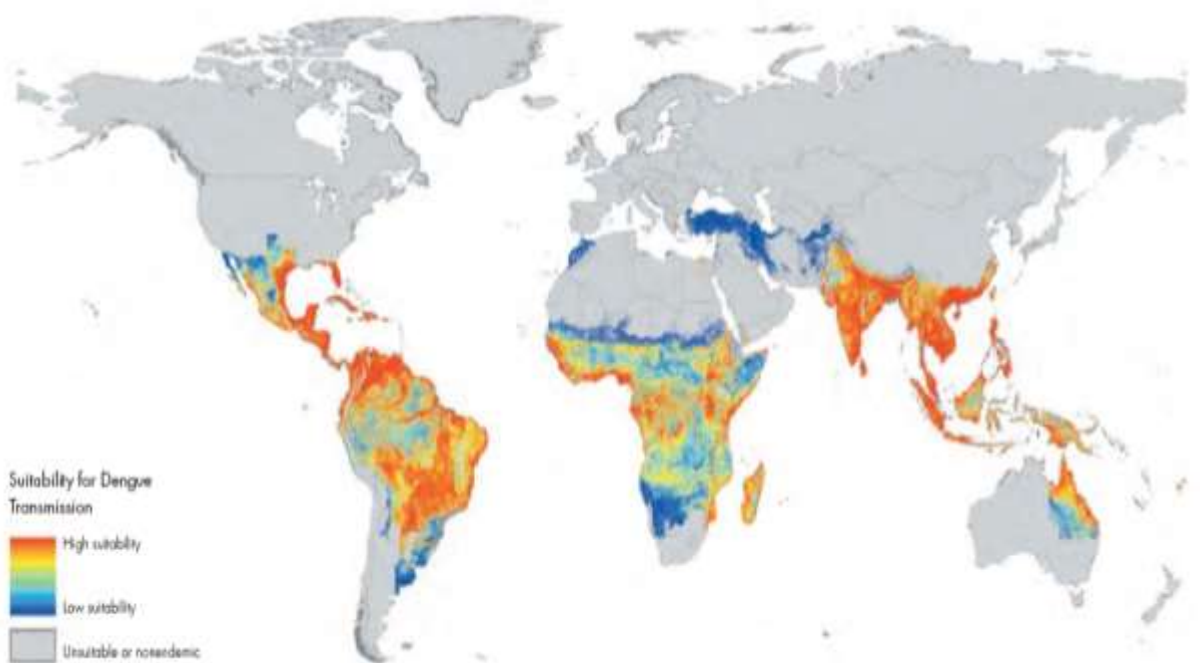 Suitability for Dengue
Transmission
High suitability
Low suitability
Unsuitable or nonendemic